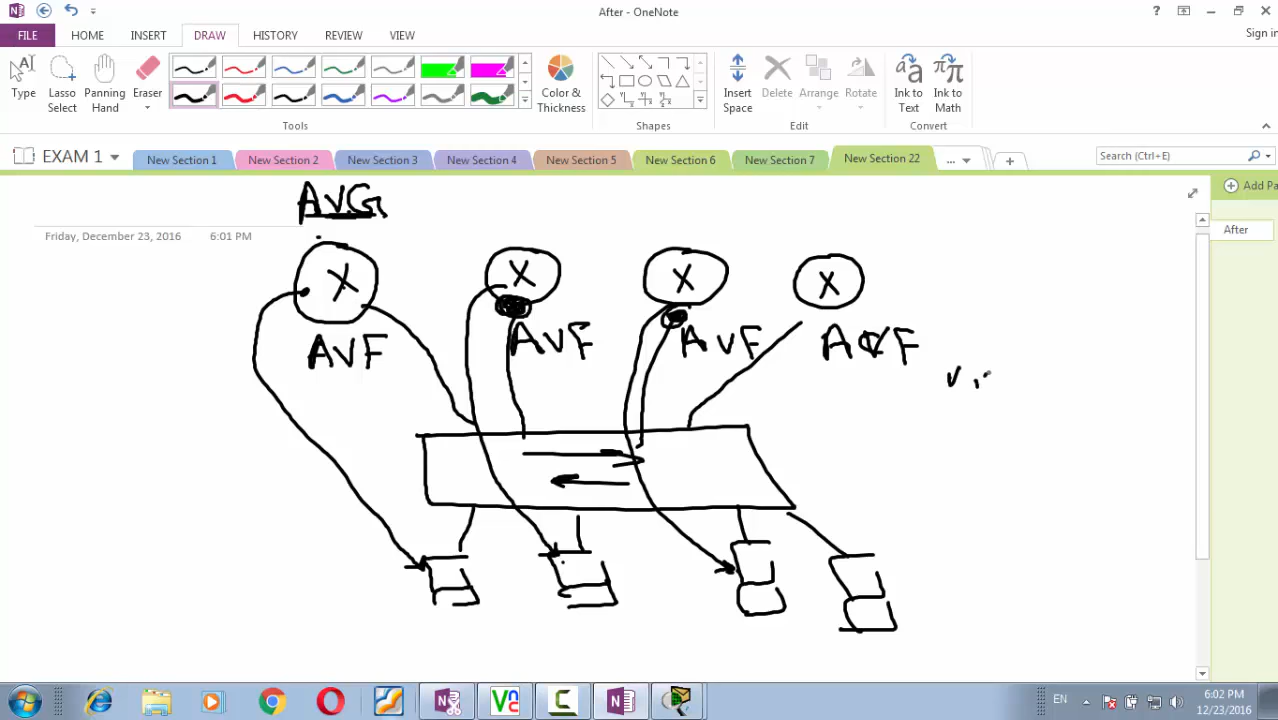 After - OneNote
Sign in
FILE HOME INSERT DRAW HISTORY REVIEW VIEW
Type
Lasso Select
Panning Hand
Eraser
Color & Thickness
Insert Space
Delete
Arrange
Rotate
Ink to Text
Ink to Math
Tools
Shapes
Edit
Convert
EXAM 1
New Section 1
New Section 2
New Section 3
New Section 4
New Section 5
New Section 6
New Section 7
New Section 22
...
Search (Ctrl+E)
Add Pa
After
AVG
Friday, December 23, 2016 6:01 PM
X X X X
AVF AVF AVF AVF
EN
6:02 PM
12/23/2016